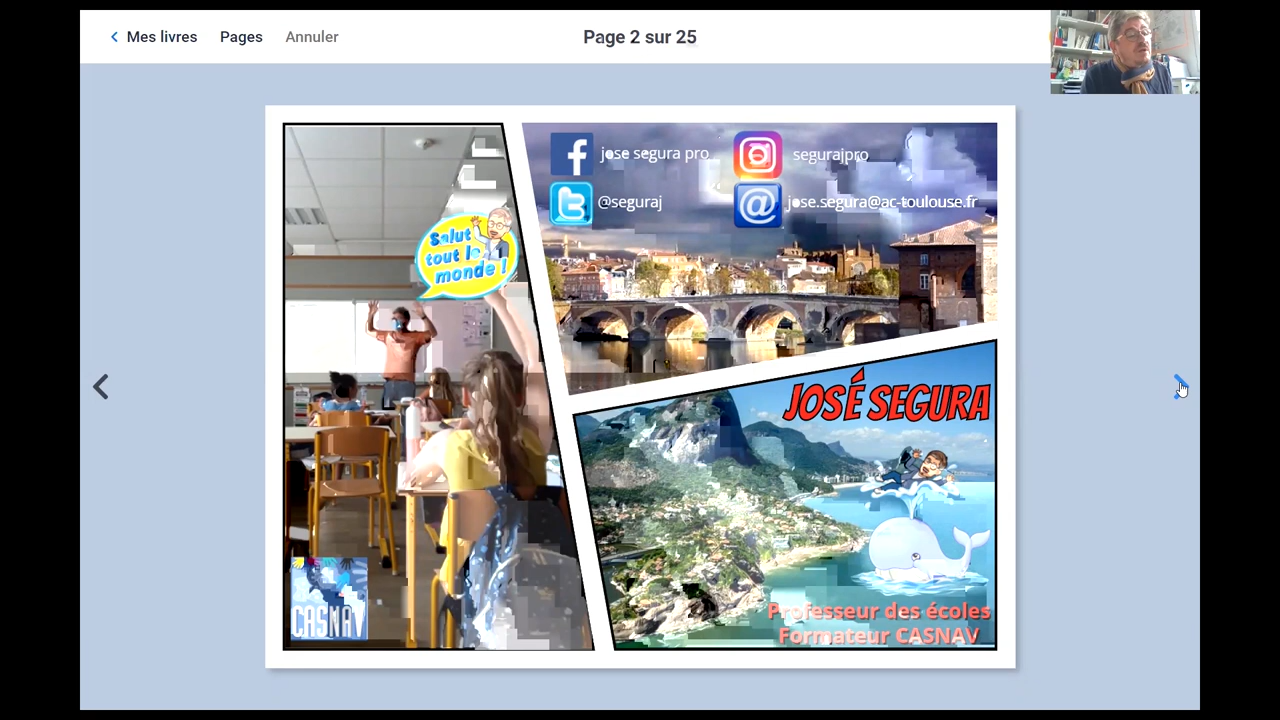 Mes livres
Pages
Annuler
Page 2 sur 25
jose segura pro
segurajpro
@seguraj
jose.segura@ac-toulouse.fr
Salut
tout le
monde !
JOSÉ SEGURA
CASNAV
Professeur des écoles
Formateur CASNAV